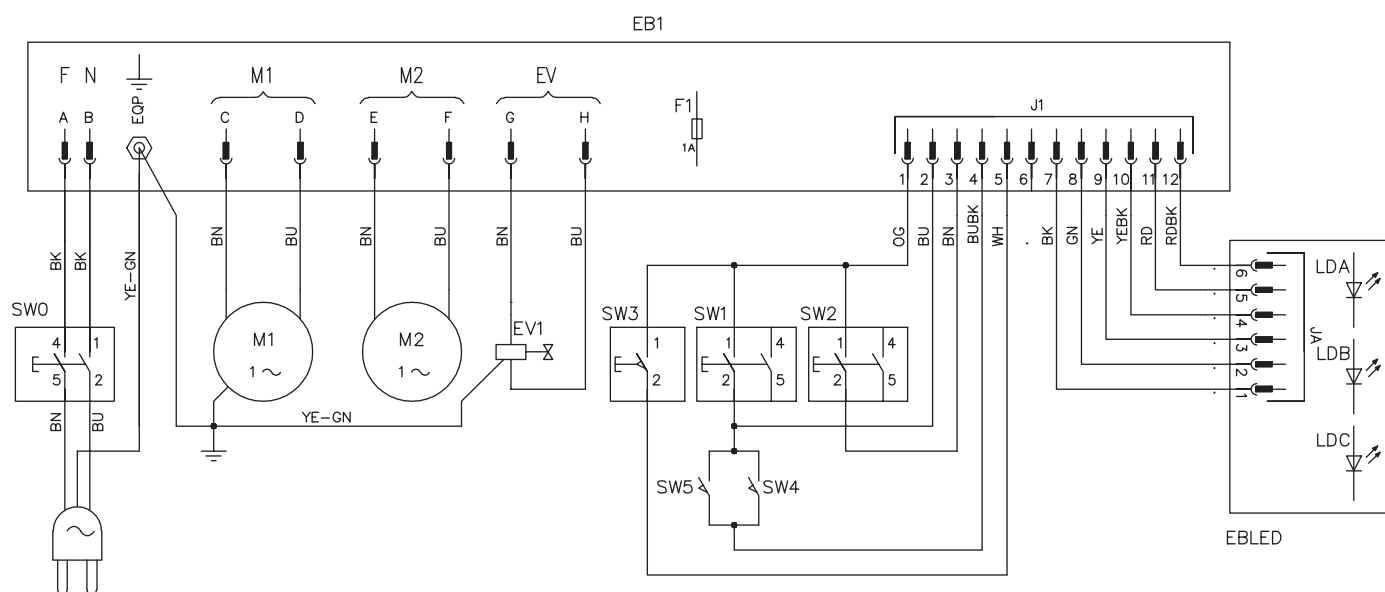 EB1
F N M1 M2 EV
F1
J1
A B EQP C D E F G H
1A
1 2 3 4 5 6 7 8 9 10 11 12
BK BK YE-GN BN BU BN BU BN BU
OG BU BN BUBK WH . BK GN YE YEBK RD RDBK
SW0
4 1
5 2
BN BU
M1
1~
M2
1~
EV1
YE-GN
SW3
1
2
SW1
1 4
2 5
SW2
1 4
2 5
SW5 SW4
6
5
4
3
2
1
JA
LDA
LDB
LDC
EBLED